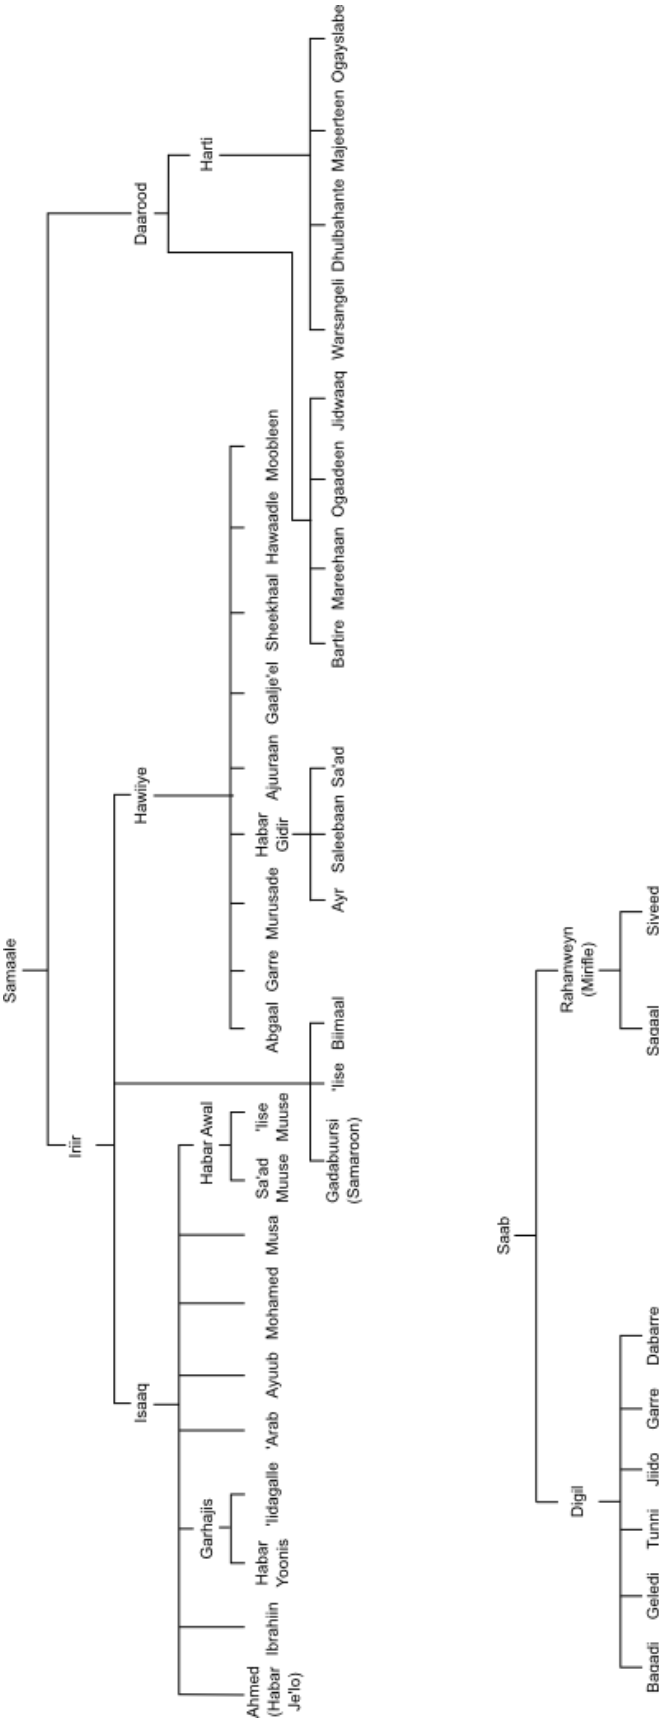 Samaale
Iriir
Daarood
Isaaq
Hawiiye
Garhajis
Habar Awal
Harti
Ahmed
(Habar
Je'lo)
Ibrahiin
Habar
Yoonis
'Iidagalle
'Arab
Ayuub
Mohamed
Musa
Sa'ad
Muuse
'Iise
Muuse
Abgaal
Garre
Murusade
Habar
Gidir
Ajuuraan
Gaalje'el
Sheekhaal
Hawaadle
Moobleen
Gadabuursi
(Samaroon)
'Iise
Biimaal
Ayr
Saleebaan
Sa'ad
Bartire
Mareehaan
Ogaadeen
Jidwaaq
Warsangeli
Dhulbahante
Majeerteen
Ogayslabe
Saab
Digil
Rahanweyn
(Mirifle)
Bagadi
Geledi
Tunni
Jiido
Garre
Dabarre
Sagaal
Siyeed